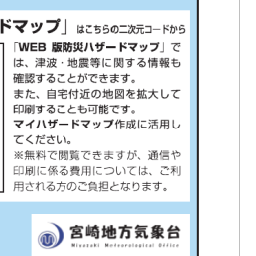 ドマップ」はこちらの二次元コードから
「WEB 版防災ハザードマップ」で
は、津波・地震等に関する情報も
確認することができます。
また、自宅付近の地図を拡大して
印刷することも可能です。
マイハザードマップ作成に活用し
てください。
※無料で閲覧できますが、通信や
印刷に係る費用については、ご利
用される方のご負担となります。
宮崎地方気象台
Miyazaki Meteorological Office